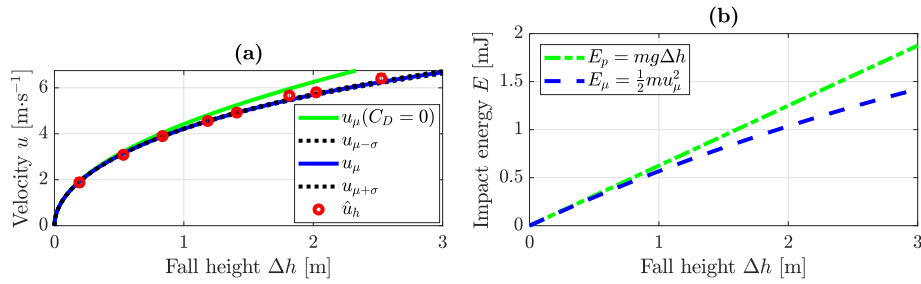 (a)
Velocity u [m·s⁻¹]
6
4
2
0
0 1 2 3
Fall height Δh [m]
u_μ(C_D = 0)
u_{μ−σ}
u_μ
u_{μ+σ}
û_h
(b)
Impact energy E [mJ]
2
1.5
1
0.5
0
0 1 2 3
Fall height Δh [m]
E_p = mgΔh
E_μ = ½mu_μ²